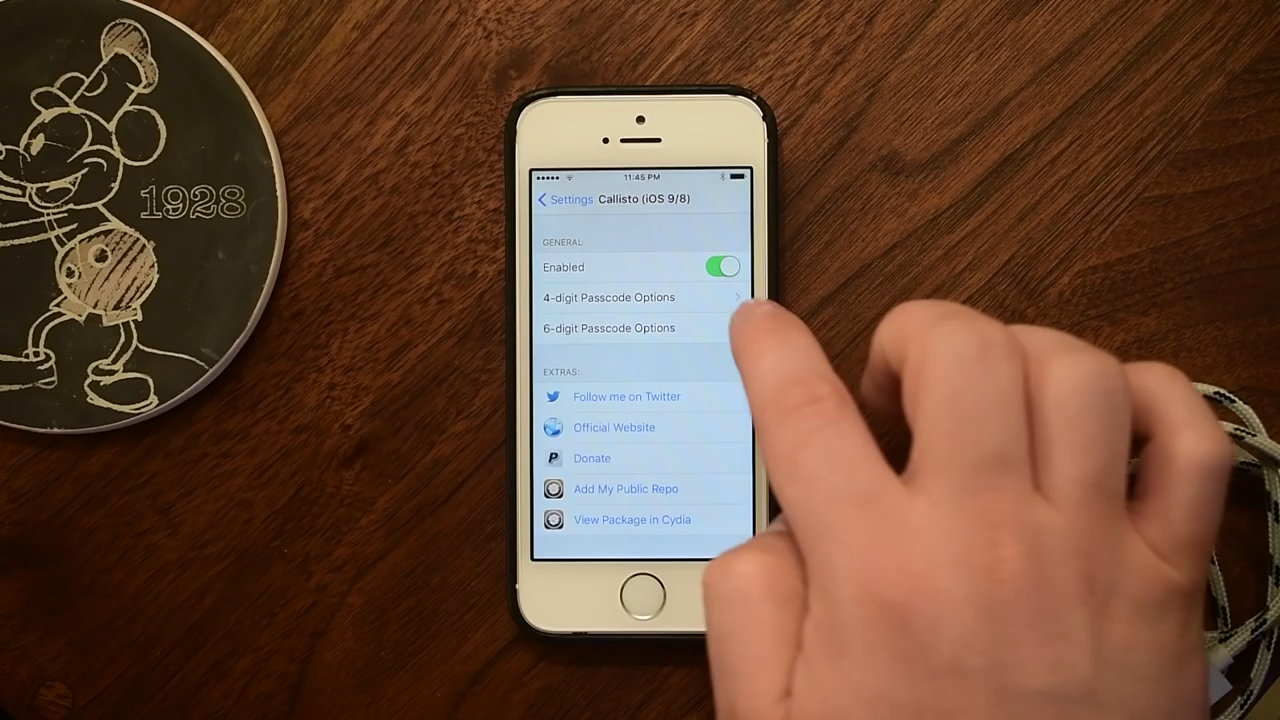 1928
11:45 PM
Settings Callisto (iOS 9/8)
GENERAL
Enabled
4-digit Passcode Options
6-digit Passcode Options
EXTRAS:
Follow me on Twitter
Official Website
Donate
Add My Public Repo
View Package in Cydia